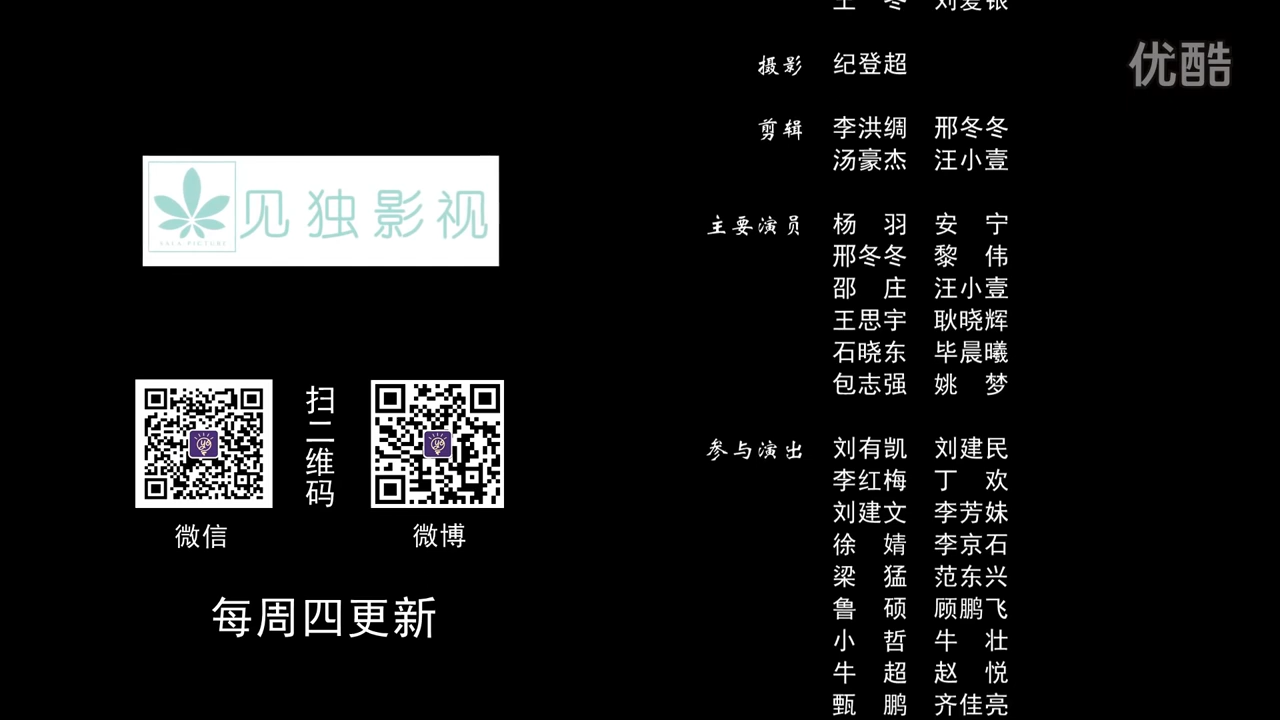 优酷
见独影视
扫二维码
微信
微博
每周四更新
王　冬　刘爱银
摄影　纪登超
剪辑　李洪绸　邢冬冬
汤豪杰　汪小壹
主要演员　杨　羽　安　宁
邢冬冬　黎　伟
邵　庄　汪小壹
王思宇　耿晓辉
石晓东　毕晨曦
包志强　姚　梦
参与演出　刘有凯　刘建民
李红梅　丁　欢
刘建文　李芳妹
徐　婧　李京石
梁　猛　范东兴
鲁　硕　顾鹏飞
小　哲　牛　壮
牛　超　赵　悦
甄　鹏　齐佳亮